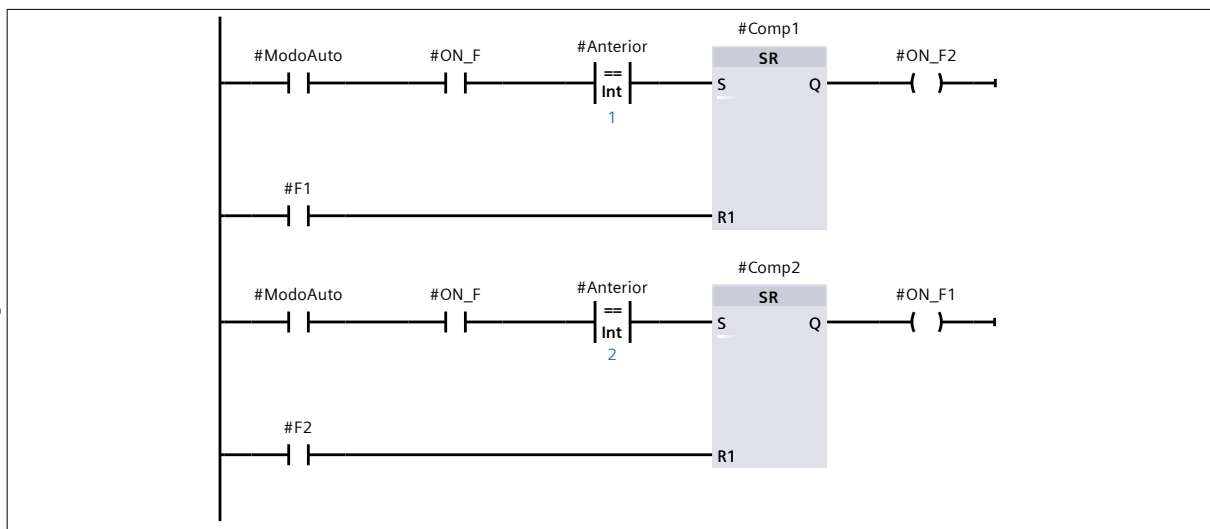 #Comp1
#ModoAuto #ON_F #Anterior SR #ON_F2
==
Int
S Q
1
#F1
R1
#Comp2
#ModoAuto #ON_F #Anterior SR #ON_F1
==
Int
S Q
2
#F2
R1